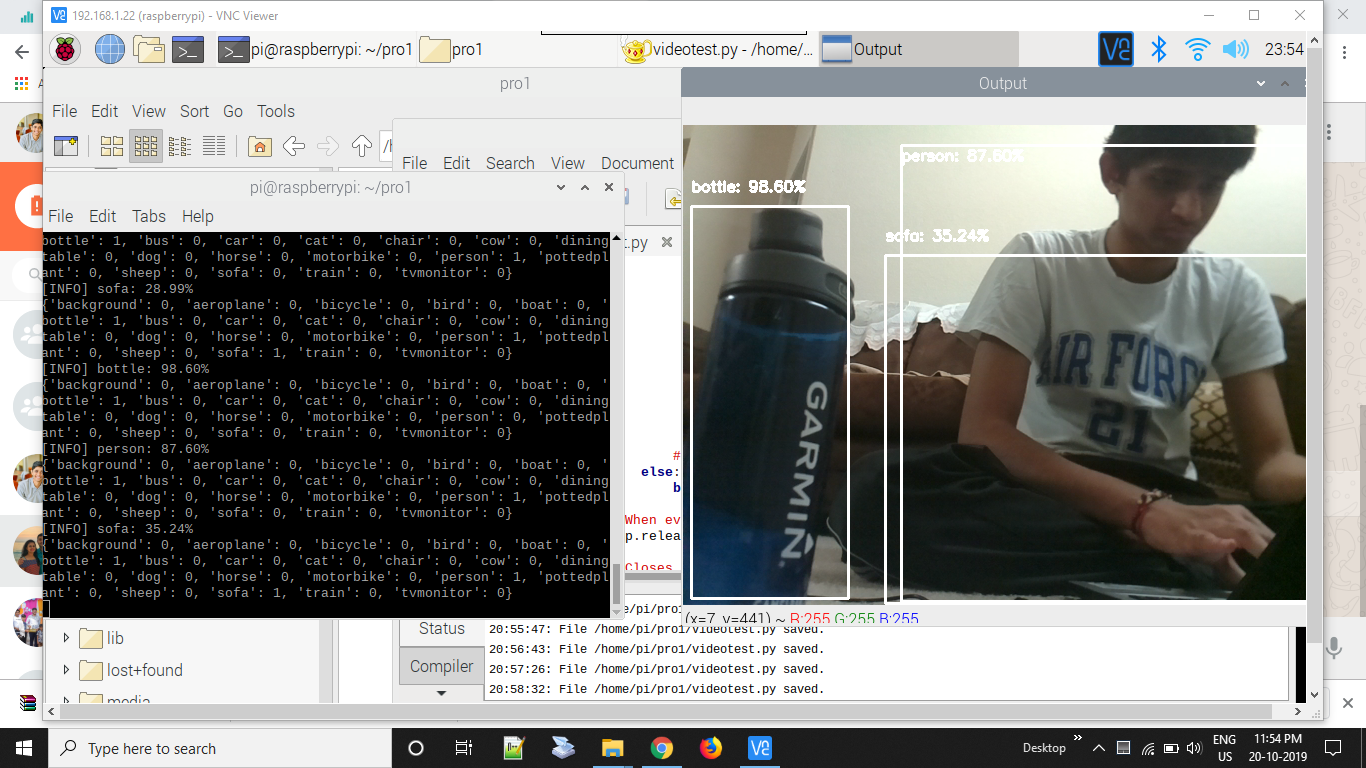 192.168.1.22 (raspberrypi) - VNC Viewer
pi@raspberrypi: ~/pro1
pro1
videotest.py - /home/...
Output
23:54
pro1
Output
File Edit View Sort Go Tools
File Edit Search View Document
pi@raspberrypi: ~/pro1
File Edit Tabs Help
bottle': 1, 'bus': 0, 'car': 0, 'cat': 0, 'chair': 0, 'cow': 0, 'dining
table': 0, 'dog': 0, 'horse': 0, 'motorbike': 0, 'person': 1, 'pottedpl
ant': 0, 'sheep': 0, 'sofa': 0, 'train': 0, 'tvmonitor': 0}
[INFO] sofa: 28.99%
{'background': 0, 'aeroplane': 0, 'bicycle': 0, 'bird': 0, 'boat': 0, '
bottle': 1, 'bus': 0, 'car': 0, 'cat': 0, 'chair': 0, 'cow': 0, 'dining
table': 0, 'dog': 0, 'horse': 0, 'motorbike': 0, 'person': 1, 'pottedpl
ant': 0, 'sheep': 0, 'sofa': 1, 'train': 0, 'tvmonitor': 0}
[INFO] bottle: 98.60%
{'background': 0, 'aeroplane': 0, 'bicycle': 0, 'bird': 0, 'boat': 0, '
bottle': 1, 'bus': 0, 'car': 0, 'cat': 0, 'chair': 0, 'cow': 0, 'dining
table': 0, 'dog': 0, 'horse': 0, 'motorbike': 0, 'person': 0, 'pottedpl
ant': 0, 'sheep': 0, 'sofa': 0, 'train': 0, 'tvmonitor': 0}
[INFO] person: 87.60%
{'background': 0, 'aeroplane': 0, 'bicycle': 0, 'bird': 0, 'boat': 0, '
bottle': 1, 'bus': 0, 'car': 0, 'cat': 0, 'chair': 0, 'cow': 0, 'dining
table': 0, 'dog': 0, 'horse': 0, 'motorbike': 0, 'person': 1, 'pottedpl
ant': 0, 'sheep': 0, 'sofa': 0, 'train': 0, 'tvmonitor': 0}
[INFO] sofa: 35.24%
{'background': 0, 'aeroplane': 0, 'bicycle': 0, 'bird': 0, 'boat': 0, '
bottle': 1, 'bus': 0, 'car': 0, 'cat': 0, 'chair': 0, 'cow': 0, 'dining
table': 0, 'dog': 0, 'horse': 0, 'motorbike': 0, 'person': 1, 'pottedpl
ant': 0, 'sheep': 0, 'sofa': 1, 'train': 0, 'tvmonitor': 0}
t.py
#
else:
b
When ev
p.relea
Closes
person: 87.60%
bottle: 98.60%
sofa: 35.24%
GARMIN.
AIR FORC
21
(x=7, y=441) ~ R:255 G:255 B:255
lib
lost+found
media
Status
Compiler
ome/pi/pro1/videotest.py saved.
20:55:47: File /home/pi/pro1/videotest.py saved.
20:56:43: File /home/pi/pro1/videotest.py saved.
20:57:26: File /home/pi/pro1/videotest.py saved.
20:58:32: File /home/pi/pro1/videotest.py saved.
Type here to search
Desktop
ENG
US
11:54 PM
20-10-2019